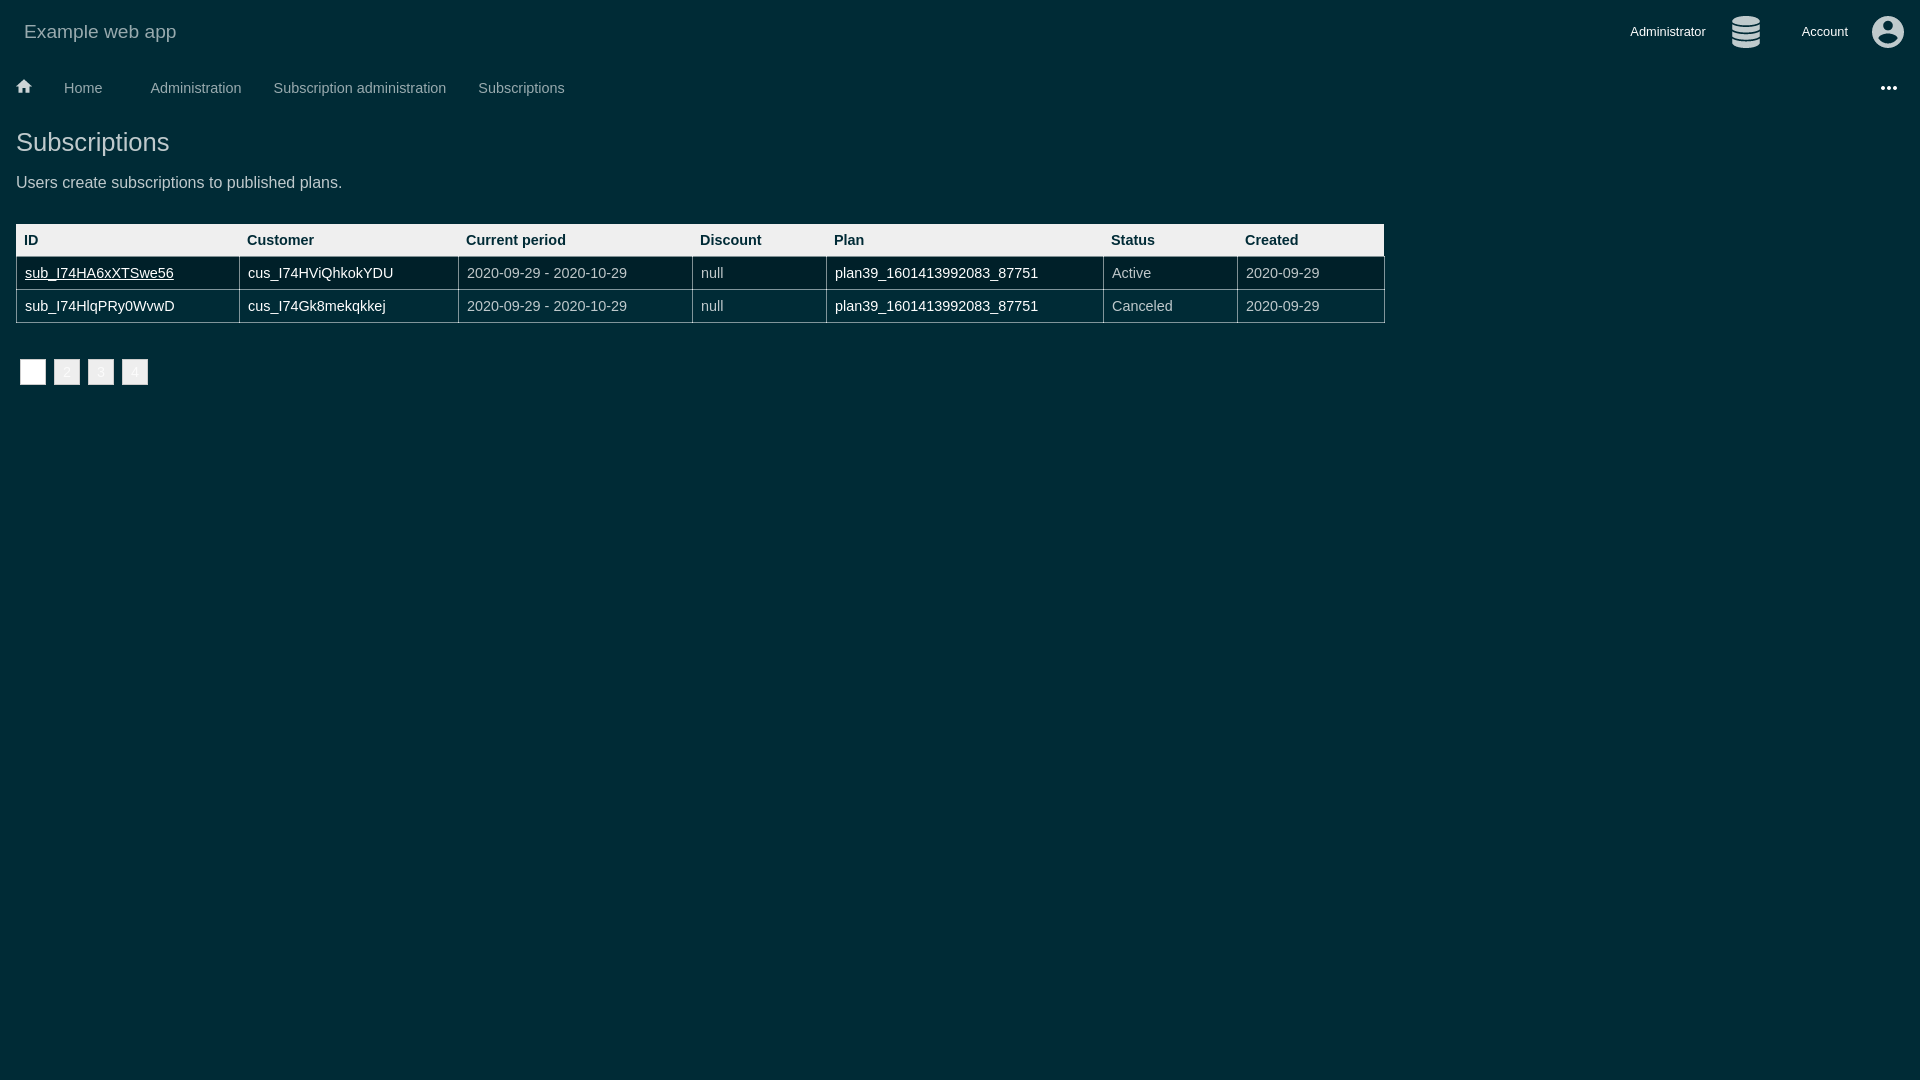 Example web app
Administrator
Account
Home
Administration
Subscription administration
Subscriptions
Subscriptions
Users create subscriptions to published plans.
ID Customer Current period Discount Plan Status Created
sub_I74HA6xXTSwe56 cus_I74HViQhkokYDU 2020-09-29 - 2020-10-29 null plan39_1601413992083_87751 Active 2020-09-29
sub_I74HlqPRy0WvwD cus_I74Gk8mekqkkej 2020-09-29 - 2020-10-29 null plan39_1601413992083_87751 Canceled 2020-09-29
2 3 4